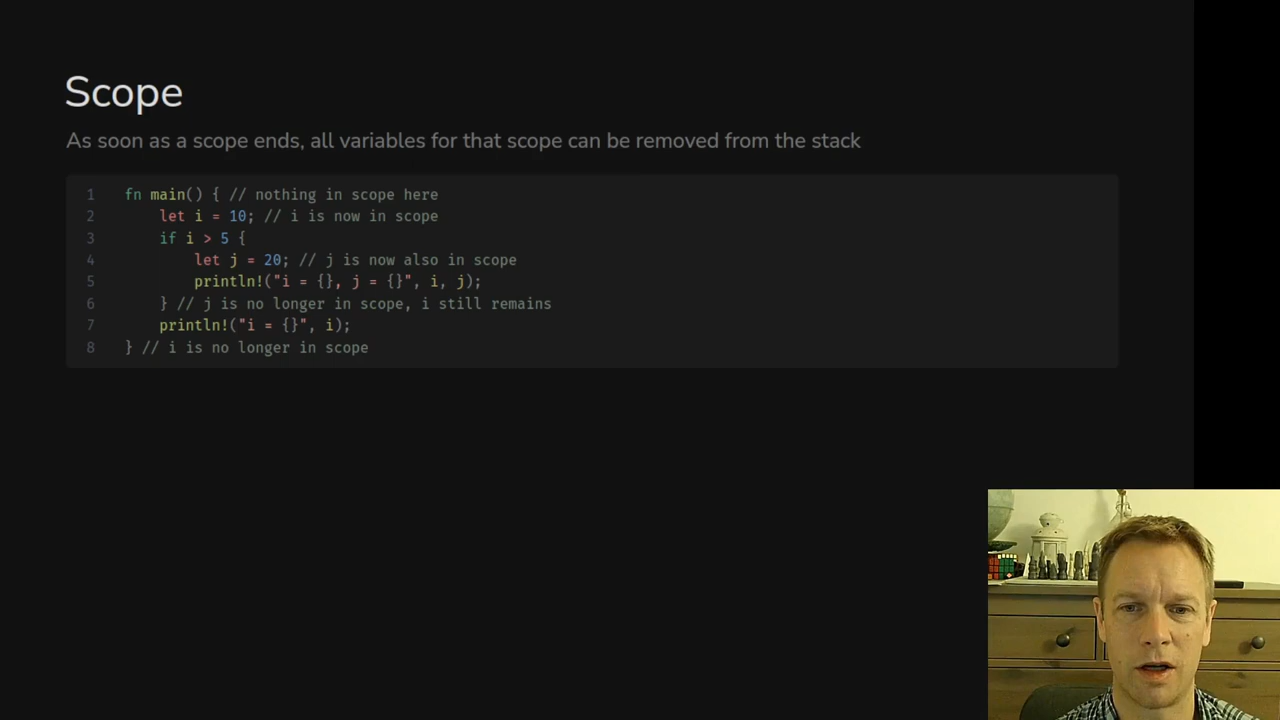 Scope
As soon as a scope ends, all variables for that scope can be removed from the stack
1 fn main() { // nothing in scope here
2 let i = 10; // i is now in scope
3 if i > 5 {
4 let j = 20; // j is now also in scope
5 println!("i = {}, j = {}", i, j);
6 } // j is no longer in scope, i still remains
7 println!("i = {}", i);
8 } // i is no longer in scope